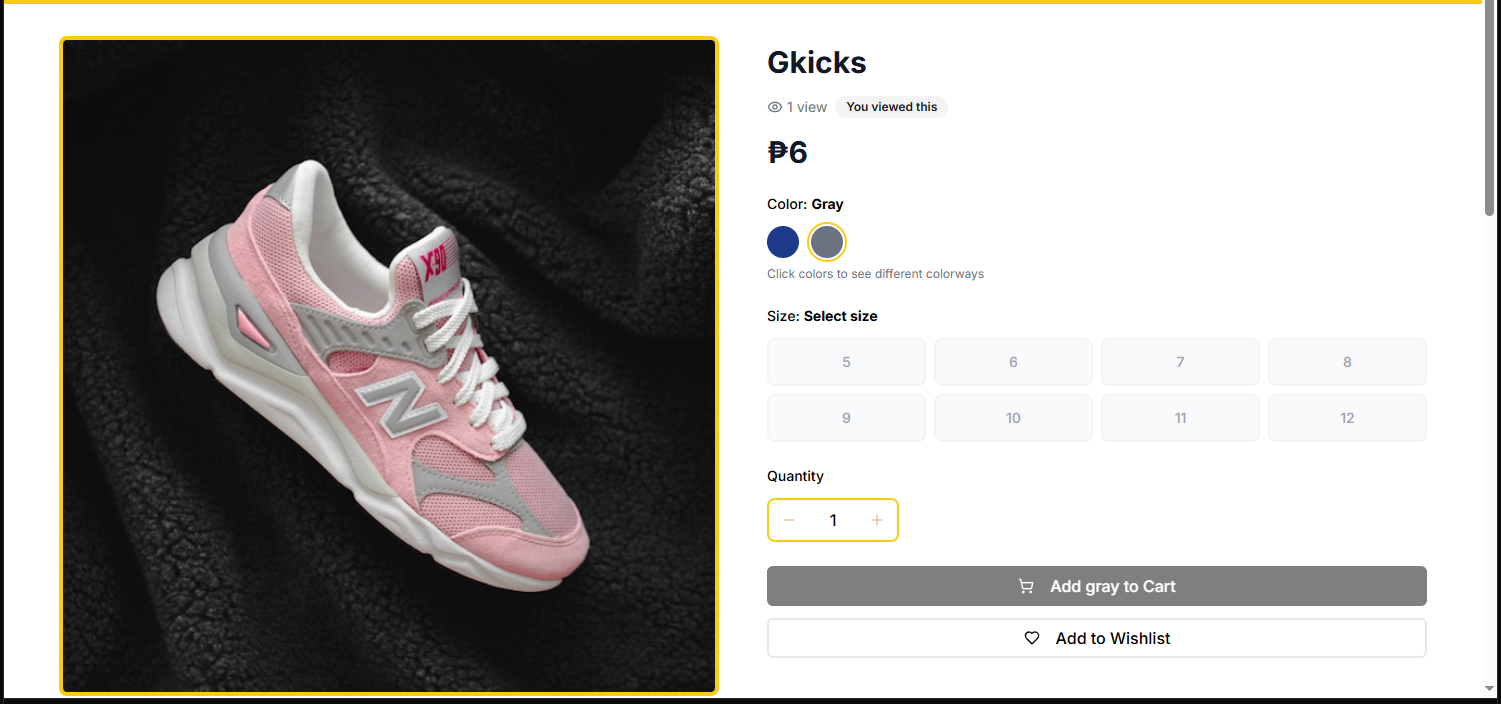 Gkicks
1 view You viewed this
₱6
Color: Gray
Click colors to see different colorways
Size: Select size
5 6 7 8
9 10 11 12
Quantity
1
Add gray to Cart
Add to Wishlist
X90
N